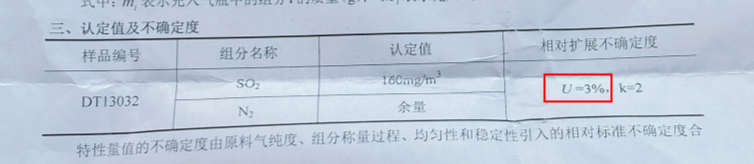 三、认定值及不确定度
样品编号 组分名称 认定值 相对扩展不确定度
DT13032 SO₂ 160mg/m³ U=3%，k=2
N₂ 余量
特性量值的不确定度由原料气纯度、组分称量过程、均匀性和稳定性引入的相对标准不确定度合